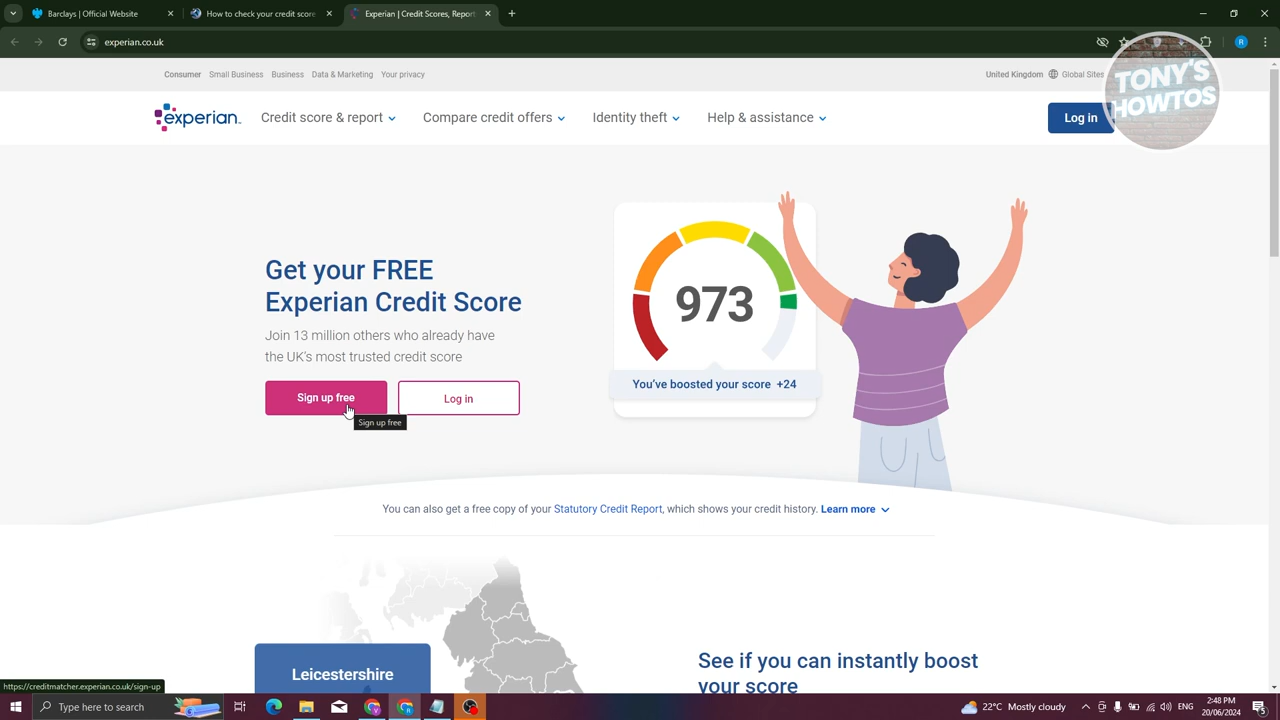 Barclays | Official Website
How to check your credit score
Experian | Credit Scores, Report
experian.co.uk
Consumer Small Business Business Data & Marketing Your privacy
United Kingdom Global Sites
TONY'S
HOWTOS
experian
Credit score & report
Compare credit offers
Identity theft
Help & assistance
Log in
Get your FREE
Experian Credit Score
Join 13 million others who already have
the UK's most trusted credit score
Sign up free
Log in
Sign up free
973
You've boosted your score +24
You can also get a free copy of your Statutory Credit Report, which shows your credit history. Learn more
Leicestershire
See if you can instantly boost
your score
https://creditmatcher.experian.co.uk/sign-up
Type here to search
22°C Mostly cloudy
2:48 PM
20/06/2024